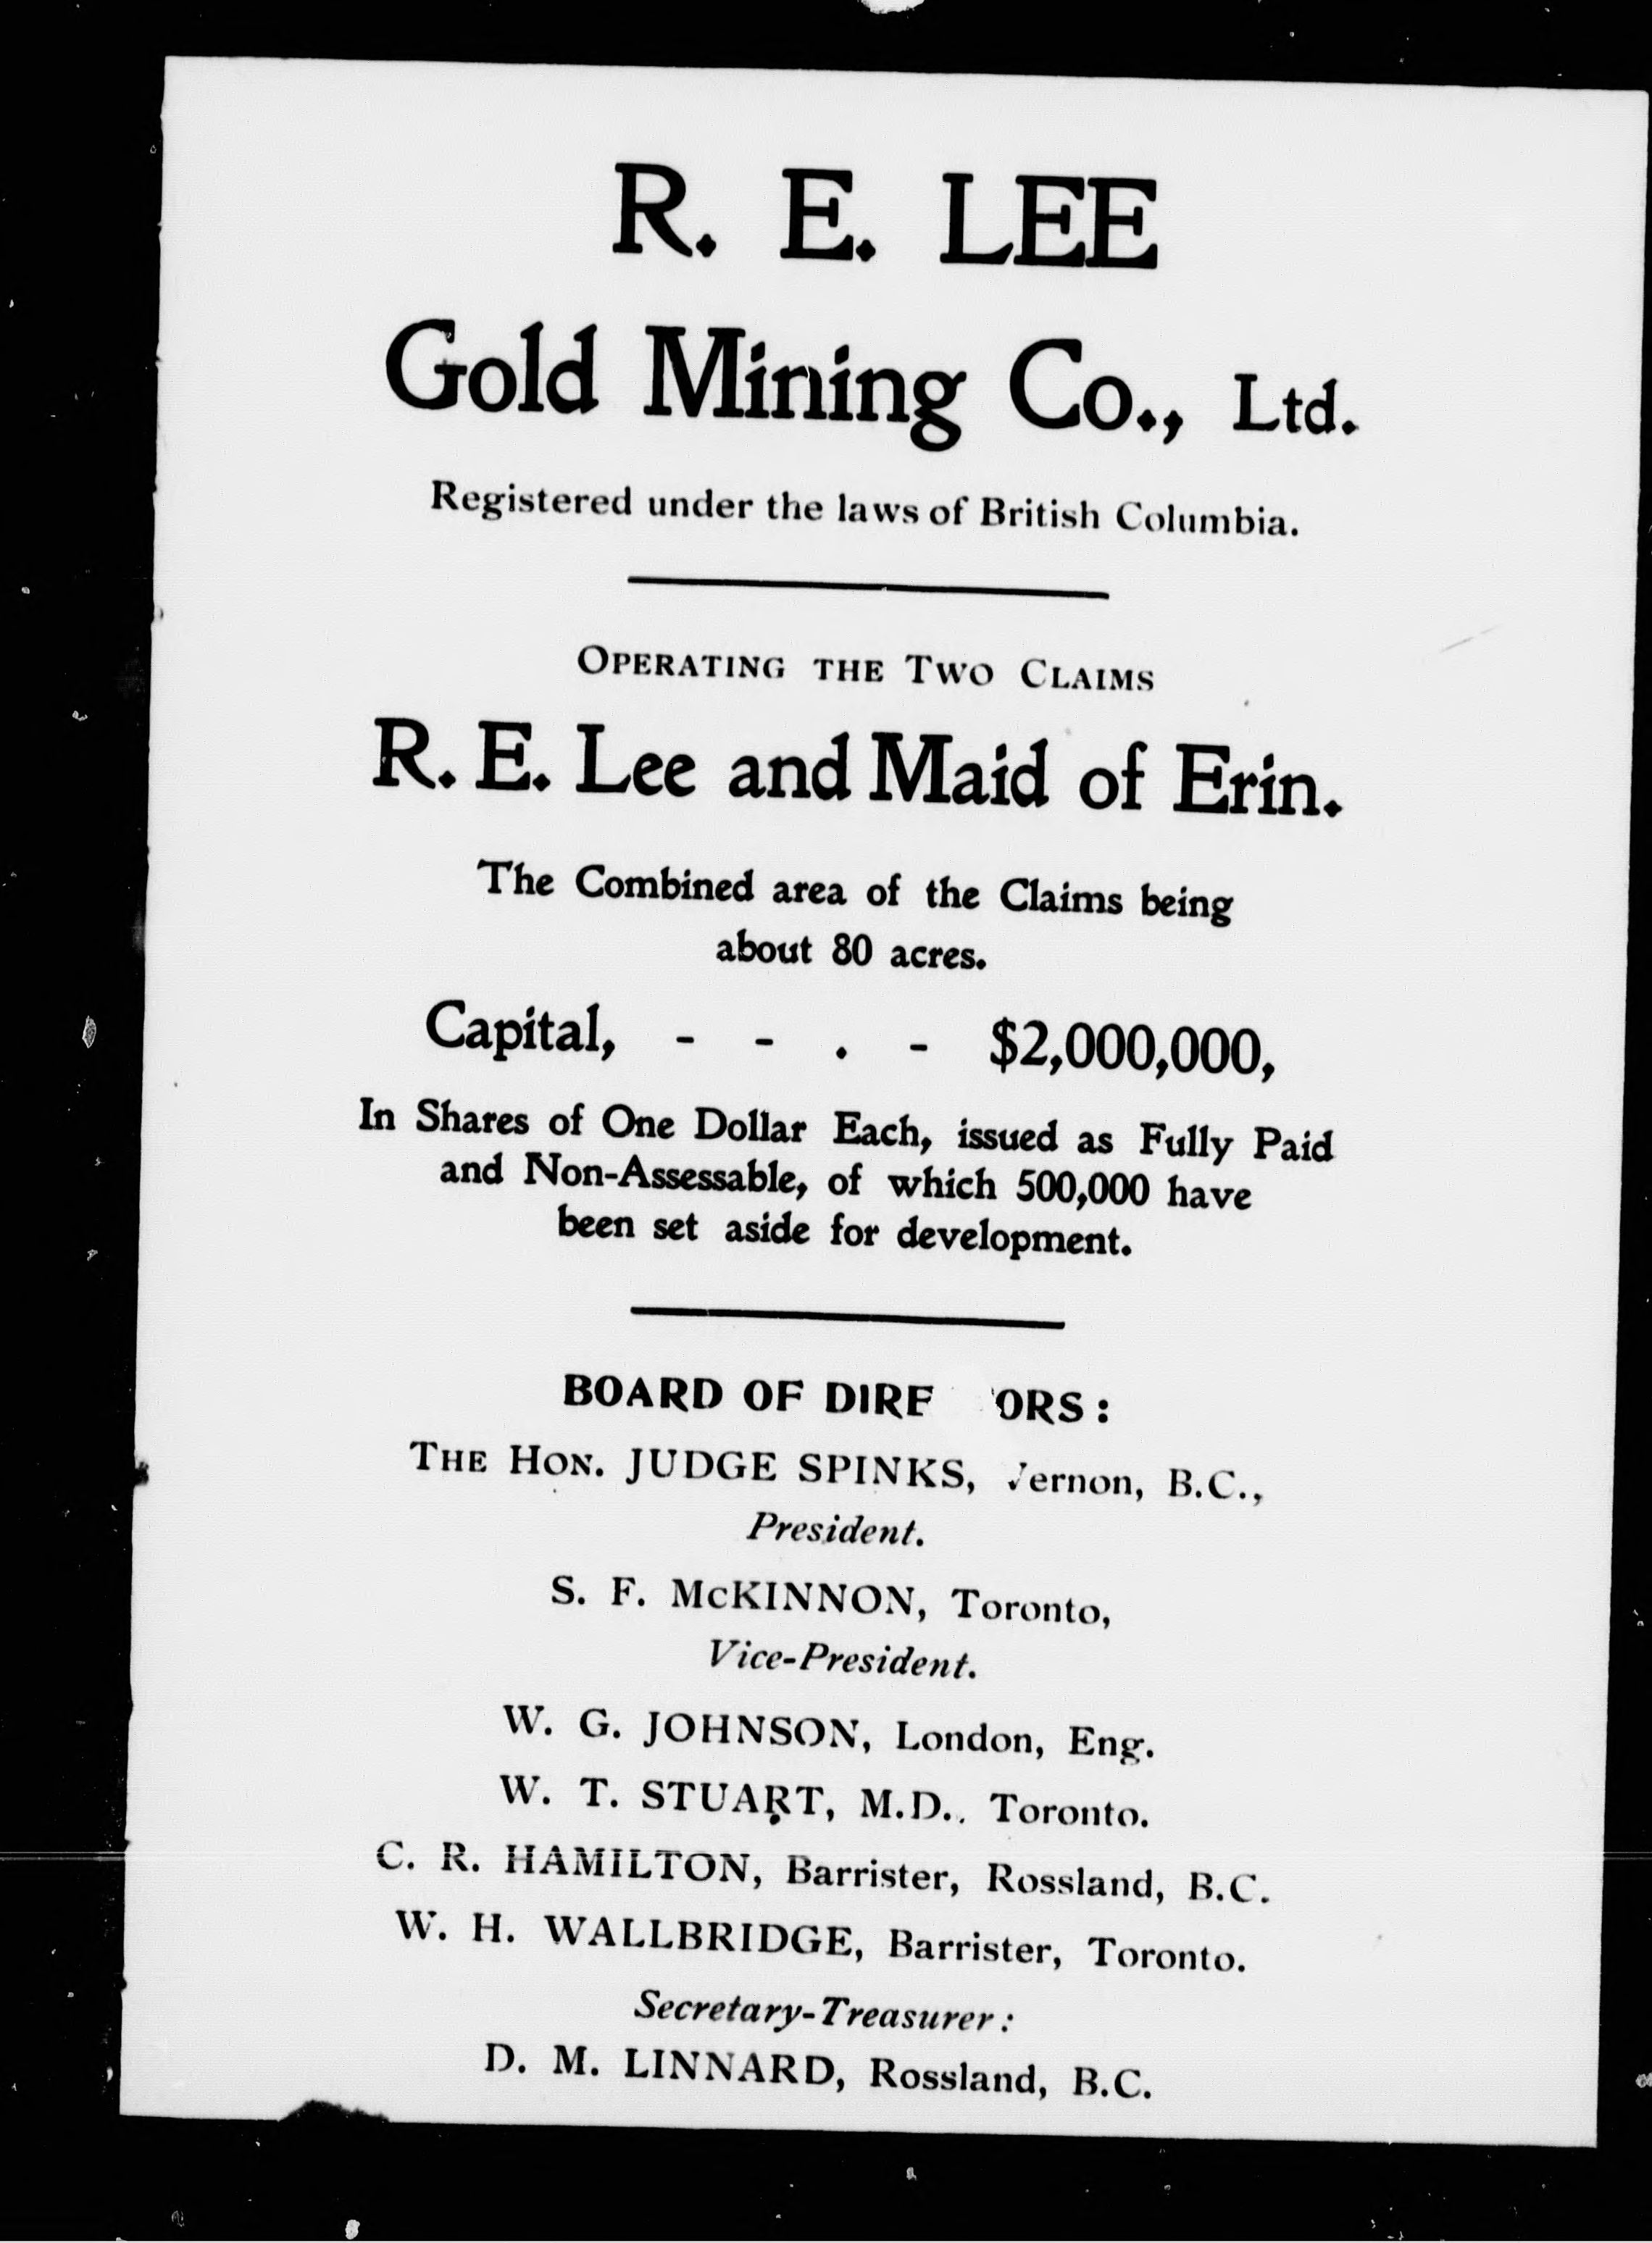 R. E. LEE
Gold Mining Co., Ltd.
Registered under the laws of British Columbia.
OPERATING THE TWO CLAIMS
R. E. Lee and Maid of Erin.
The Combined area of the Claims being
about 80 acres.
Capital, - - . - $2,000,000,
In Shares of One Dollar Each, issued as Fully Paid
and Non-Assessable, of which 500,000 have
been set aside for development.
BOARD OF DIRE ORS :
THE HON. JUDGE SPINKS, Vernon, B.C.,
President.
S. F. McKINNON, Toronto,
Vice-President.
W. G. JOHNSON, London, Eng.
W. T. STUART, M.D., Toronto.
C. R. HAMILTON, Barrister, Rossland, B.C.
W. H. WALLBRIDGE, Barrister, Toronto.
Secretary-Treasurer :
D. M. LINNARD, Rossland, B.C.